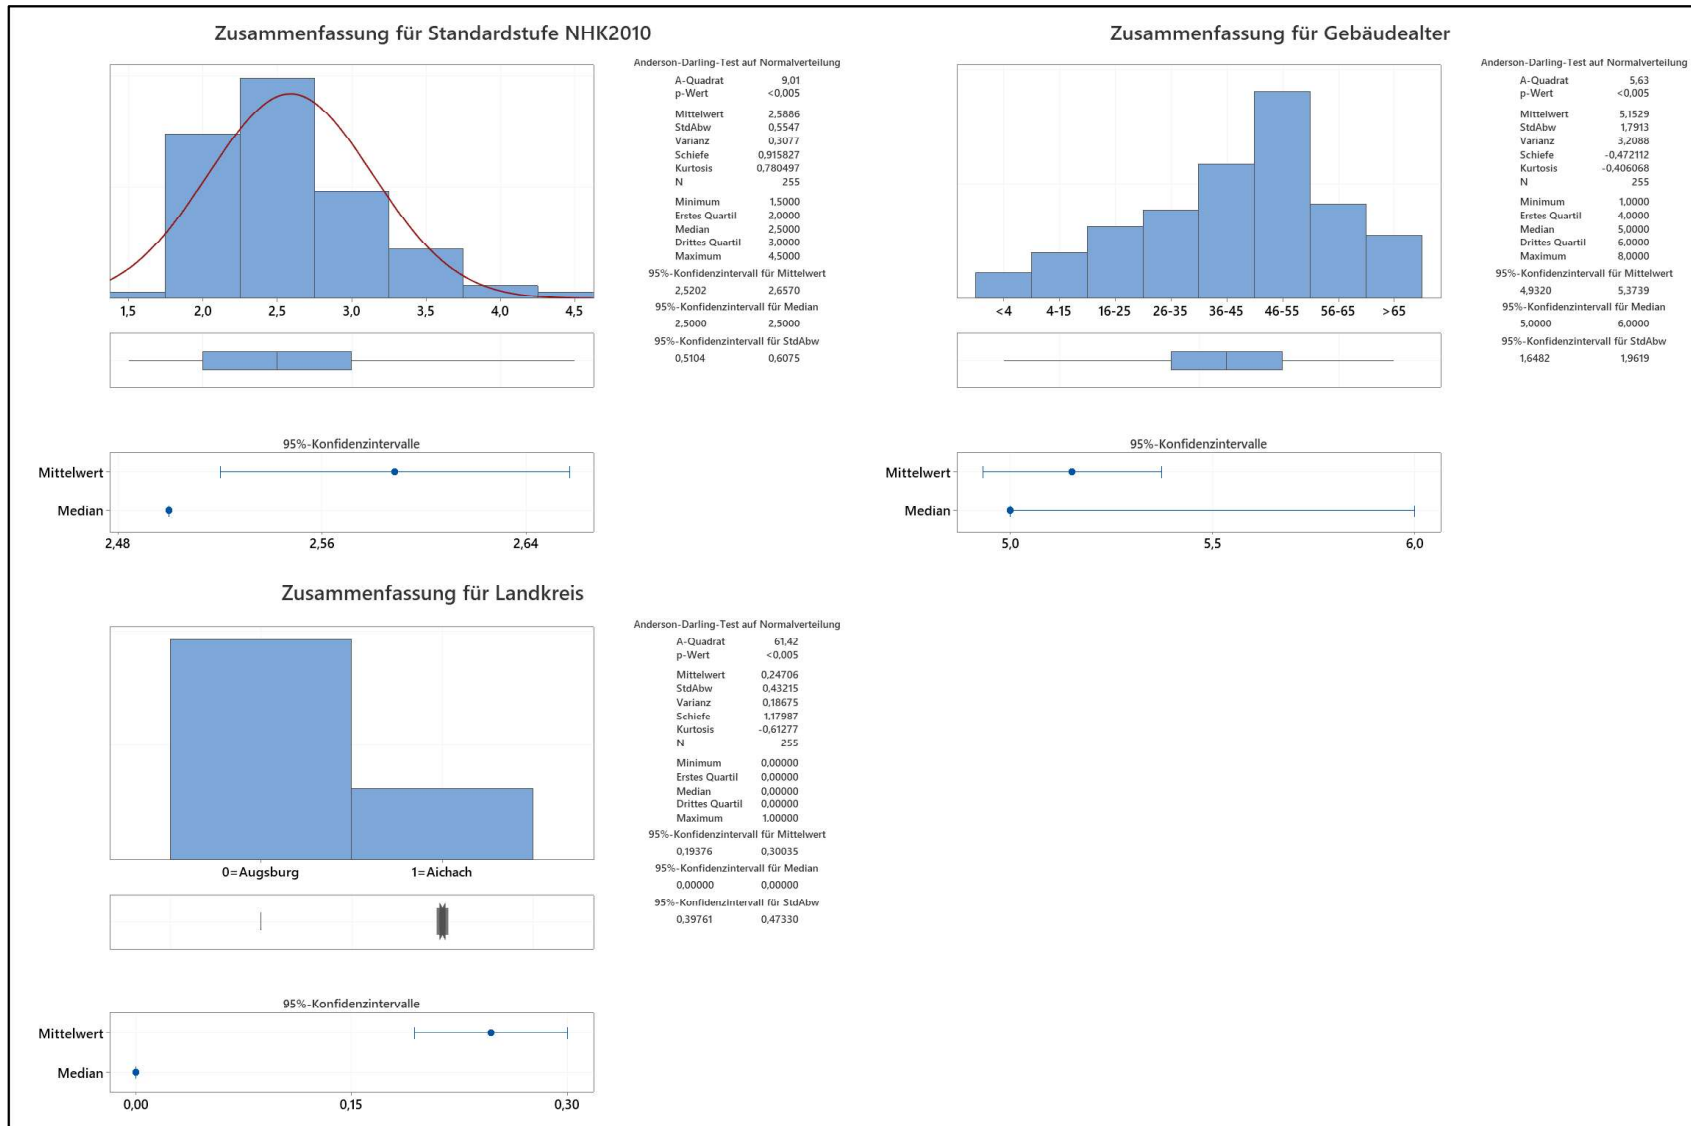 Zusammenfassung für Standardstufe NHK2010
Anderson-Darling-Test auf Normalverteilung
A-Quadrat 9,01
p-Wert <0,005
Mittelwert 2,5886
StdAbw 0,5547
Varianz 0,3077
Schiefe 0,915827
Kurtosis 0,780497
N 255
Minimum 1,5000
Erstes Quartil 2,0000
Median 2,5000
Drittes Quartil 3,0000
Maximum 4,5000
95%-Konfidenzintervall für Mittelwert
2,5202 2,6570
95%-Konfidenzintervall für Median
2,5000 2,5000
95%-Konfidenzintervall für StdAbw
0,5104 0,6075
1,5 2,0 2,5 3,0 3,5 4,0 4,5
95%-Konfidenzintervalle
Mittelwert
Median
2,48 2,56 2,64
Zusammenfassung für Gebäudealter
Anderson-Darling-Test auf Normalverteilung
A-Quadrat 5,63
p-Wert <0,005
Mittelwert 5,1529
StdAbw 1,7913
Varianz 3,2088
Schiefe -0,472112
Kurtosis -0,406068
N 255
Minimum 1,0000
Erstes Quartil 4,0000
Median 5,0000
Drittes Quartil 6,0000
Maximum 8,0000
95%-Konfidenzintervall für Mittelwert
4,9320 5,3739
95%-Konfidenzintervall für Median
5,0000 6,0000
95%-Konfidenzintervall für StdAbw
1,6482 1,9619
<4 4-15 16-25 26-35 36-45 46-55 56-65 >65
95%-Konfidenzintervalle
Mittelwert
Median
5,0 5,5 6,0
Zusammenfassung für Landkreis
Anderson-Darling-Test auf Normalverteilung
A-Quadrat 61,42
p-Wert <0,005
Mittelwert 0,24706
StdAbw 0,43215
Varianz 0,18675
Schiefe 1,17987
Kurtosis -0,61277
N 255
Minimum 0,00000
Erstes Quartil 0,00000
Median 0,00000
Drittes Quartil 0,00000
Maximum 1,00000
95%-Konfidenzintervall für Mittelwert
0,19376 0,30035
95%-Konfidenzintervall für Median
0,00000 0,00000
95%-Konfidenzintervall für StdAbw
0,39761 0,47330
0=Augsburg 1=Aichach
95%-Konfidenzintervalle
Mittelwert
Median
0,00 0,15 0,30